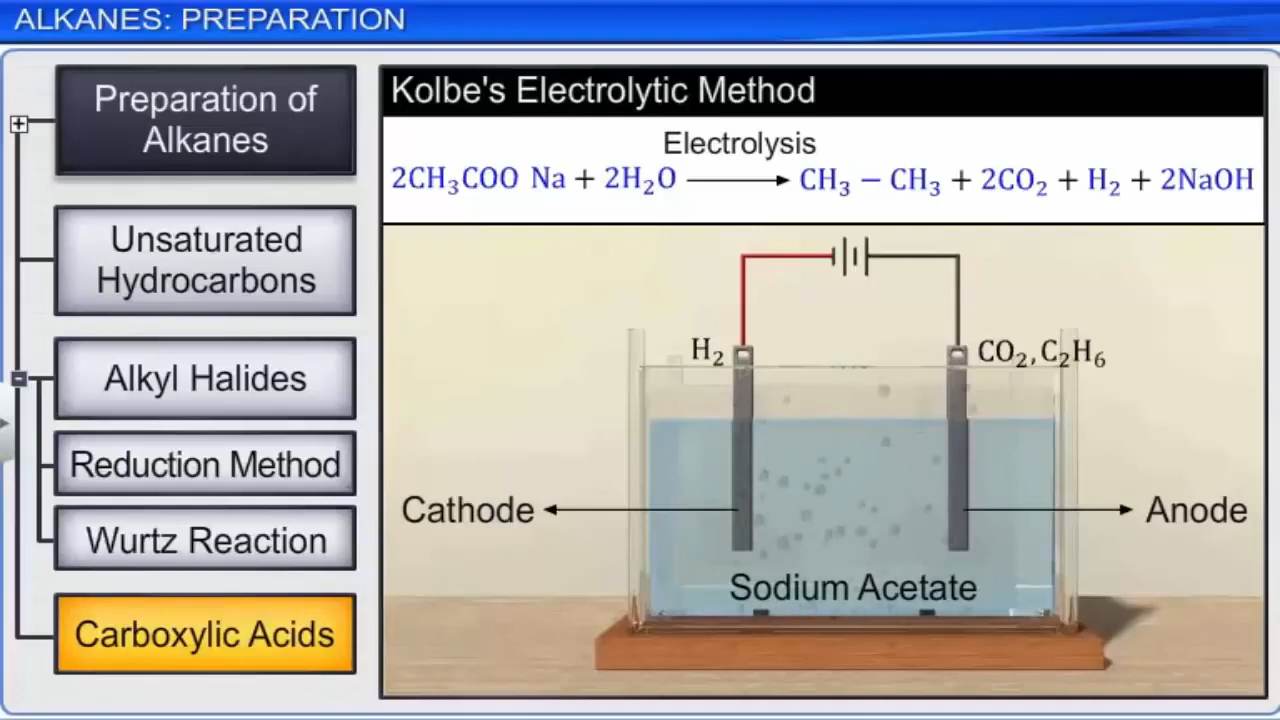 ALKANES: PREPARATION
Preparation of
Alkanes
Unsaturated
Hydrocarbons
Alkyl Halides
Reduction Method
Wurtz Reaction
Carboxylic Acids
Kolbe's Electrolytic Method
Electrolysis
2CH₃COO Na + 2H₂O ⟶ CH₃ − CH₃ + 2CO₂ + H₂ + 2NaOH
H₂
CO₂, C₂H₆
Cathode
Anode
Sodium Acetate